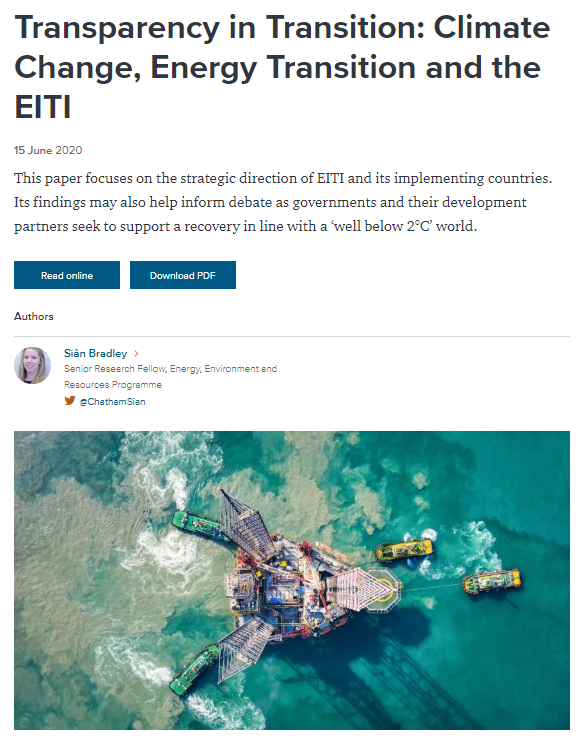 Transparency in Transition: Climate
Change, Energy Transition and the
EITI
15 June 2020
This paper focuses on the strategic direction of EITI and its implementing countries.
Its findings may also help inform debate as governments and their development
partners seek to support a recovery in line with a ‘well below 2°C’ world.
Read online
Download PDF
Authors
Siân Bradley >
Senior Research Fellow, Energy, Environment and
Resources Programme
@ChathamSian